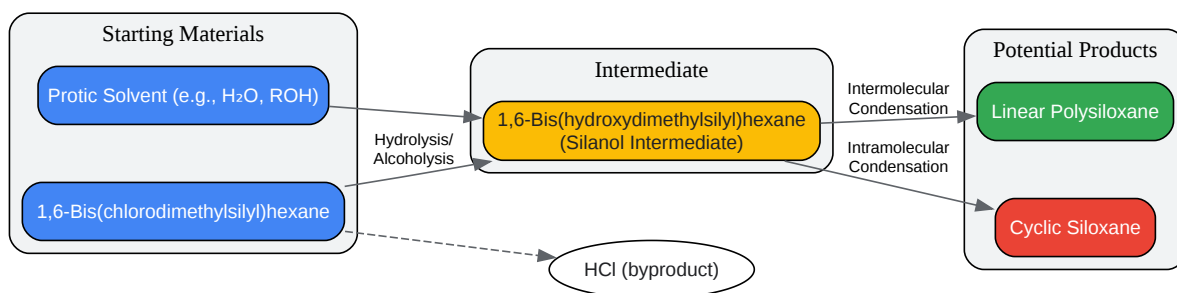 Starting Materials
Protic Solvent (e.g., H₂O, ROH)
1,6-Bis(chlorodimethylsilyl)hexane
Hydrolysis/
Alcoholysis
Intermediate
1,6-Bis(hydroxydimethylsilyl)hexane
(Silanol Intermediate)
HCl (byproduct)
Intermolecular
Condensation
Intramolecular
Condensation
Potential Products
Linear Polysiloxane
Cyclic Siloxane